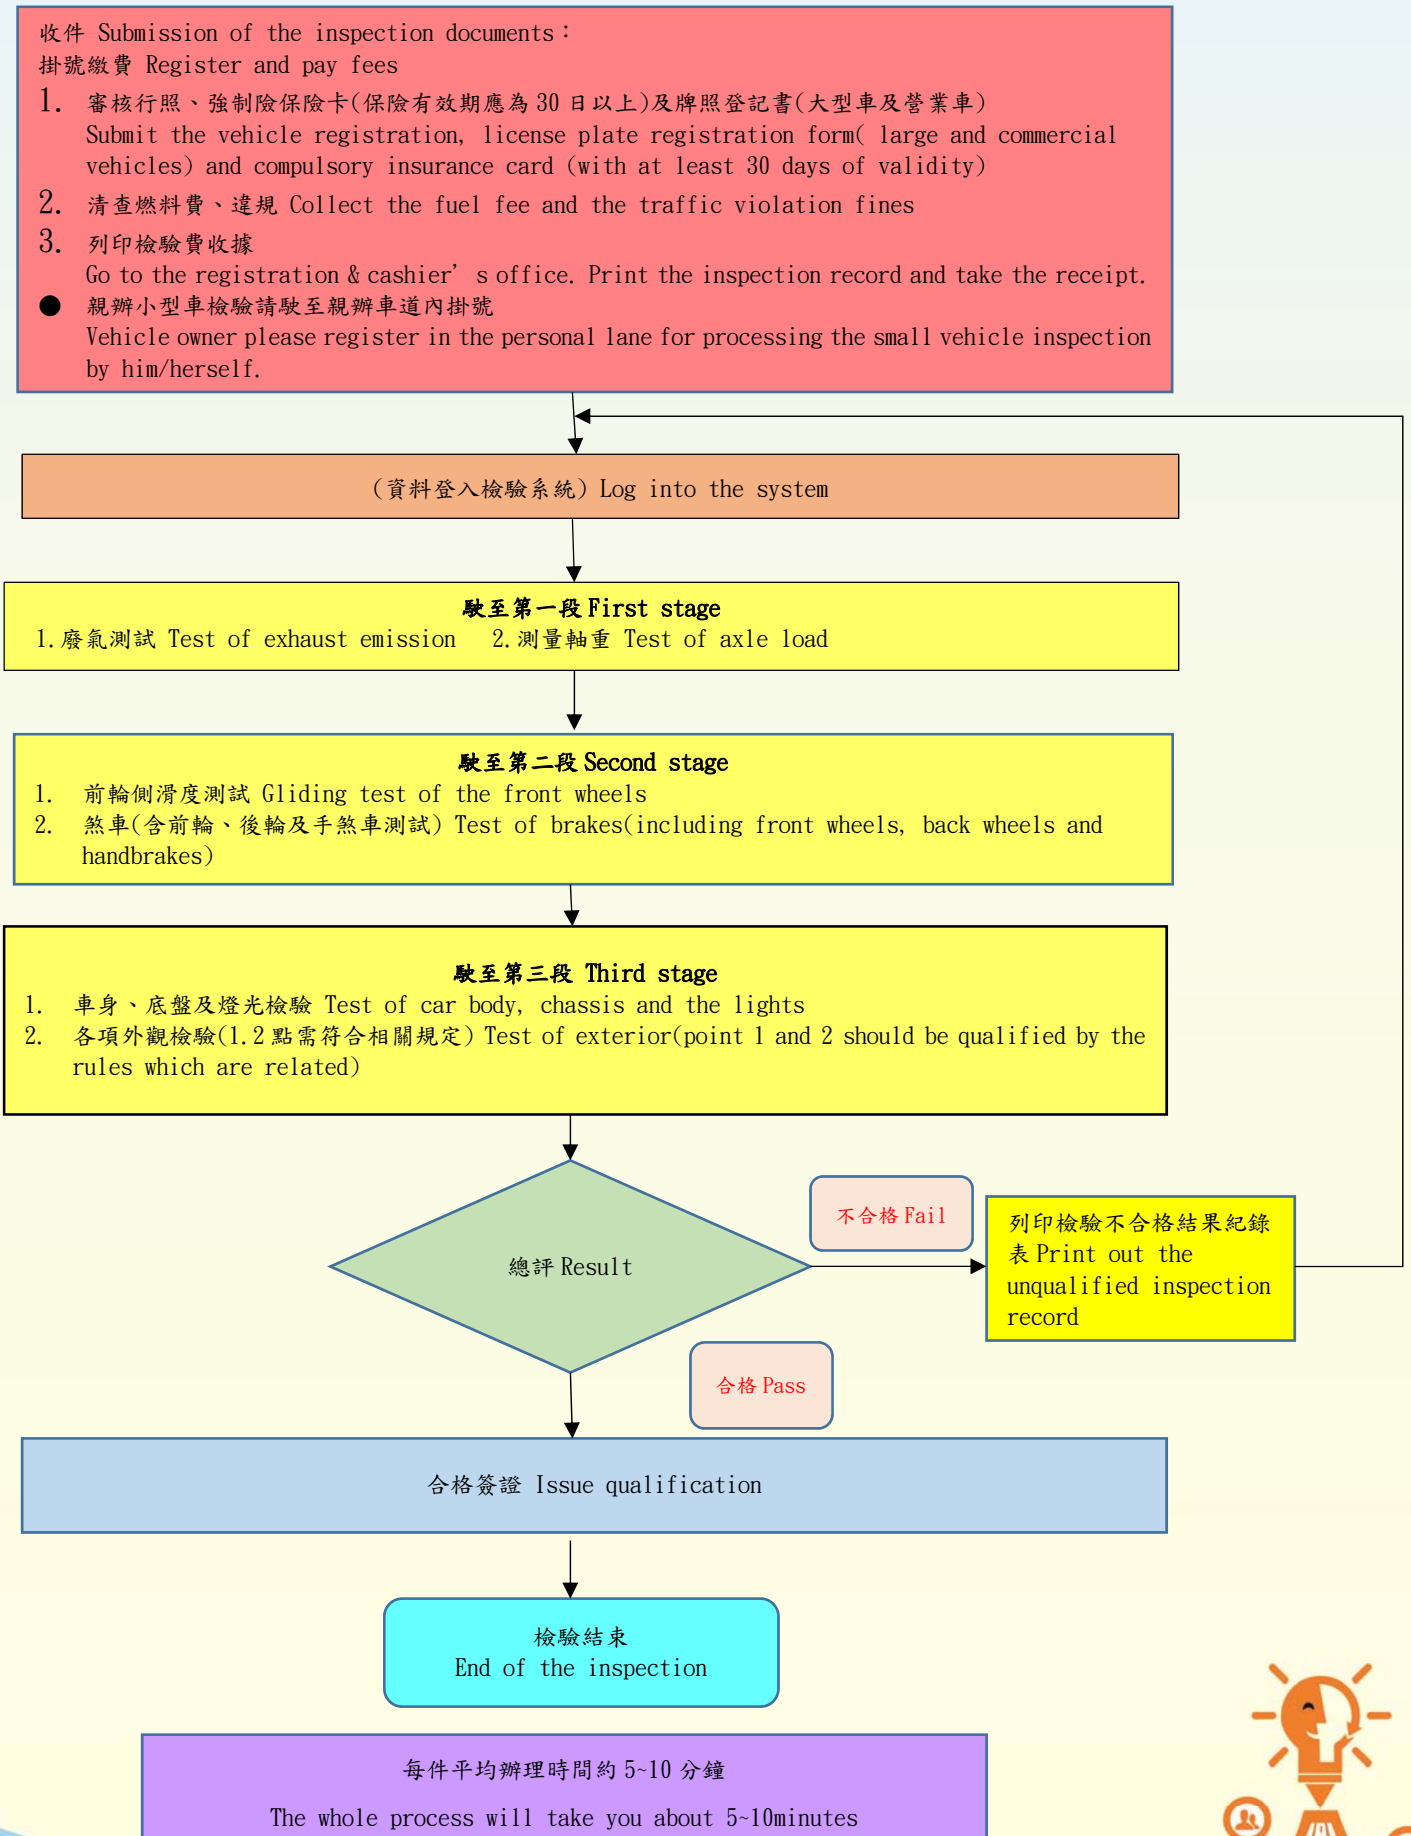 收件 Submission of the inspection documents：
掛號繳費 Register and pay fees
1. 審核行照、強制險保險卡(保險有效期應為30日以上)及牌照登記書(大型車及營業車)
Submit the vehicle registration, license plate registration form( large and commercial
vehicles) and compulsory insurance card (with at least 30 days of validity)
2. 清查燃料費、違規 Collect the fuel fee and the traffic violation fines
3. 列印檢驗費收據
Go to the registration & cashier’s office. Print the inspection record and take the receipt.
● 親辦小型車檢驗請駛至親辦車道內掛號
Vehicle owner please register in the personal lane for processing the small vehicle inspection
by him/herself.
(資料登入檢驗系統) Log into the system
駛至第一段 First stage
1.廢氣測試 Test of exhaust emission 2.測量軸重 Test of axle load
駛至第二段 Second stage
1. 前輪側滑度測試 Gliding test of the front wheels
2. 煞車(含前輪、後輪及手煞車測試) Test of brakes(including front wheels, back wheels and
handbrakes)
駛至第三段 Third stage
1. 車身、底盤及燈光檢驗 Test of car body, chassis and the lights
2. 各項外觀檢驗(1.2點需符合相關規定) Test of exterior(point 1 and 2 should be qualified by the
rules which are related)
總評 Result
不合格 Fail
列印檢驗不合格結果紀錄
表 Print out the
unqualified inspection
record
合格 Pass
合格簽證 Issue qualification
檢驗結束
End of the inspection
每件平均辦理時間約 5~10 分鐘
The whole process will take you about 5~10minutes